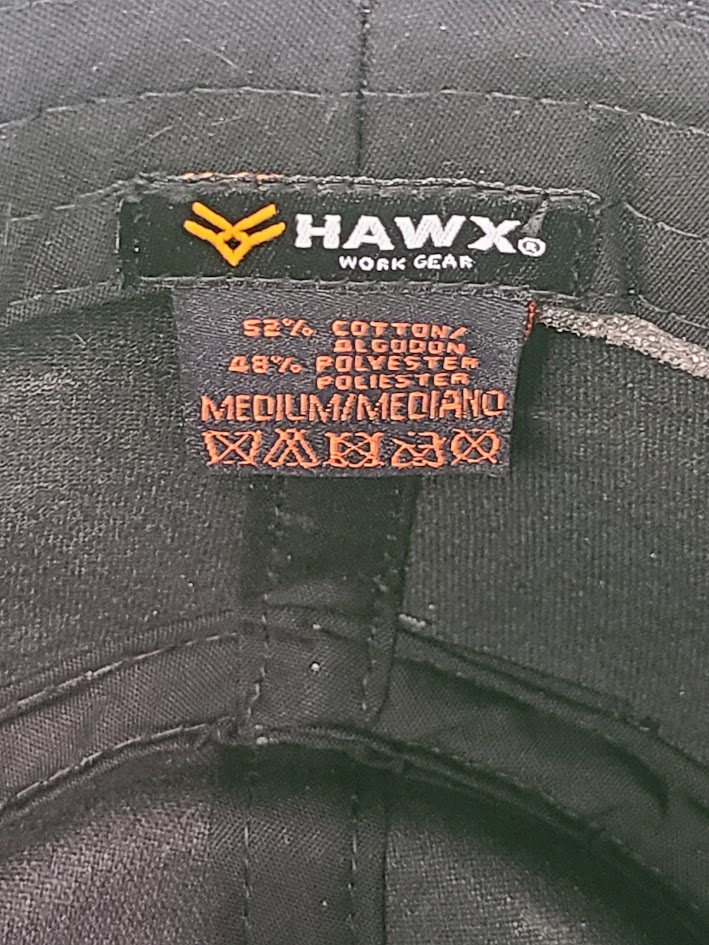 HAWX®
WORK GEAR
52% COTTON/
ALGODON
48% POLYESTER
POLIESTER
MEDIUM/MEDIANO